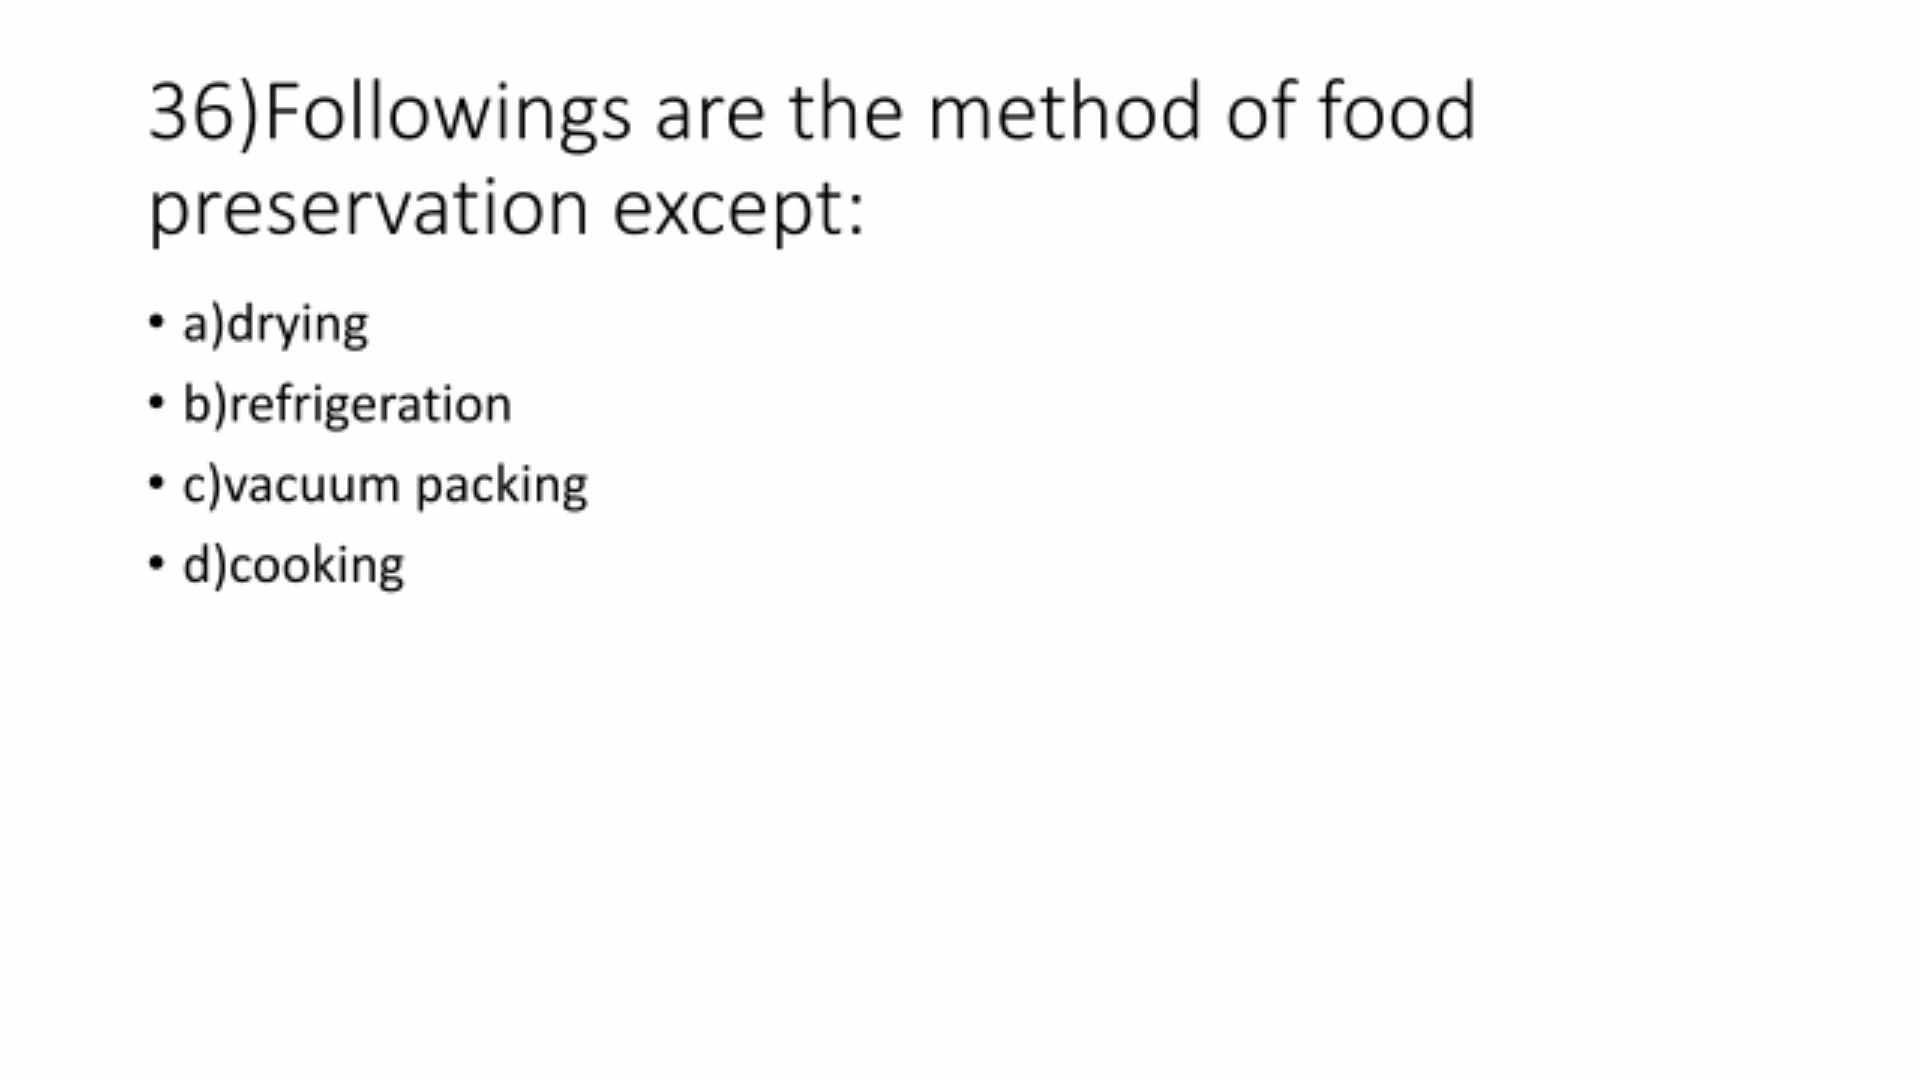 36)Followings are the method of food
preservation except:
• a)drying
• b)refrigeration
• c)vacuum packing
• d)cooking